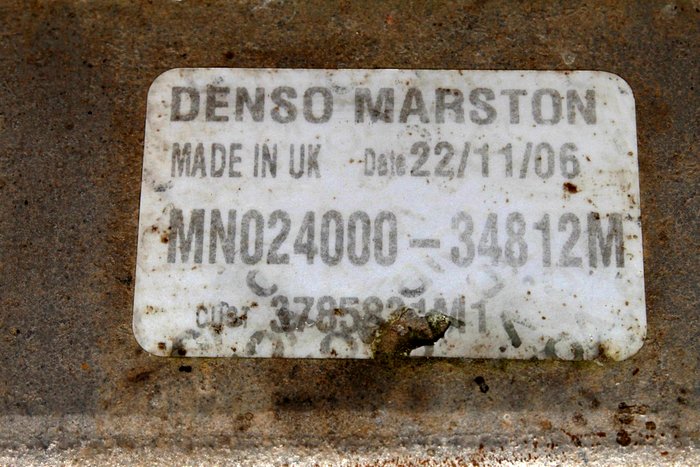 DENSO MARSTON
MADE IN UK Date 22/11/06
MN024000-34812M